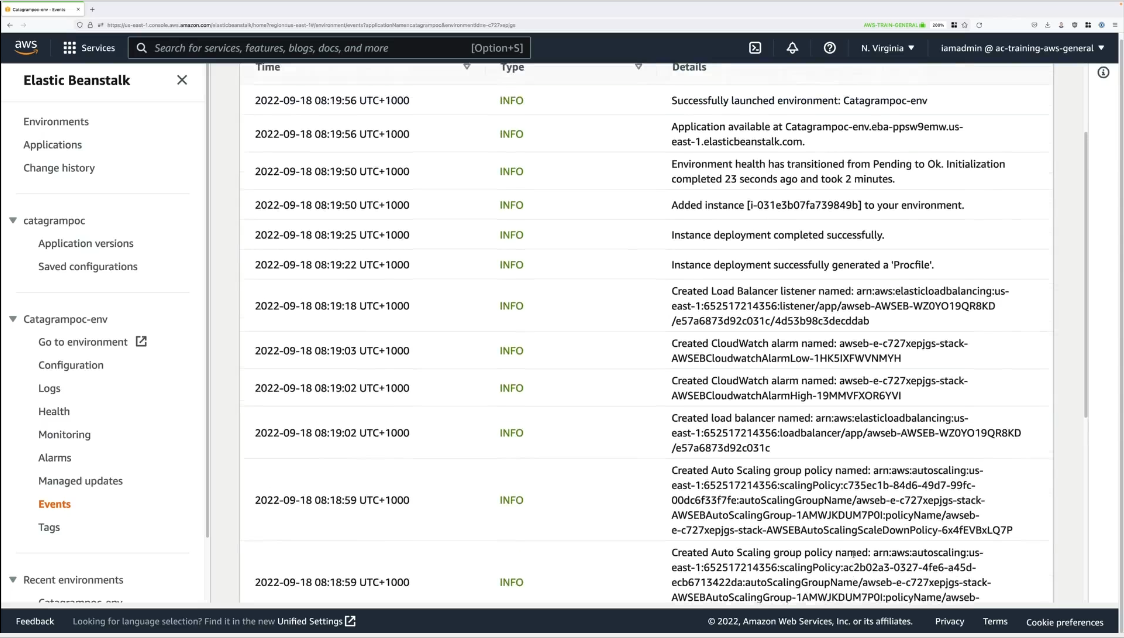 Catagrampoc-env - Events
https://us-east-1.console.aws.amazon.com/elasticbeanstalk/home?region=us-east-1#/environment/events?applicationName=catagrampoc&environmentId=e-c727xepjgs
AWS-TRAIN-GENERAL
200%
aws
Services
Search for services, features, blogs, docs, and more
[Option+S]
N. Virginia
iamadmin @ ac-training-aws-general
Elastic Beanstalk
Environments
Applications
Change history
catagrampoc
Application versions
Saved configurations
Catagrampoc-env
Go to environment
Configuration
Logs
Health
Monitoring
Alarms
Managed updates
Events
Tags
Recent environments
Catagrampoc-env
Time Type Details
2022-09-18 08:19:56 UTC+1000 INFO Successfully launched environment: Catagrampoc-env
2022-09-18 08:19:56 UTC+1000 INFO Application available at Catagrampoc-env.eba-ppsw9emw.us-
east-1.elasticbeanstalk.com.
2022-09-18 08:19:50 UTC+1000 INFO Environment health has transitioned from Pending to Ok. Initialization
completed 23 seconds ago and took 2 minutes.
2022-09-18 08:19:50 UTC+1000 INFO Added instance [i-031e3b07fa739849b] to your environment.
2022-09-18 08:19:25 UTC+1000 INFO Instance deployment completed successfully.
2022-09-18 08:19:22 UTC+1000 INFO Instance deployment successfully generated a 'Procfile'.
2022-09-18 08:19:18 UTC+1000 INFO Created Load Balancer listener named: arn:aws:elasticloadbalancing:us-
east-1:652517214356:listener/app/awseb-AWSEB-WZ0YO19QR8KD
/e57a6873d92c031c/4d53b98c3decddab
2022-09-18 08:19:03 UTC+1000 INFO Created CloudWatch alarm named: awseb-e-c727xepjgs-stack-
AWSEBCloudwatchAlarmLow-1HK5IXFWVNMYH
2022-09-18 08:19:02 UTC+1000 INFO Created CloudWatch alarm named: awseb-e-c727xepjgs-stack-
AWSEBCloudwatchAlarmHigh-19MMVFXOR6YVI
2022-09-18 08:19:02 UTC+1000 INFO Created load balancer named: arn:aws:elasticloadbalancing:us-
east-1:652517214356:loadbalancer/app/awseb-AWSEB-WZ0YO19QR8KD
/e57a6873d92c031c
2022-09-18 08:18:59 UTC+1000 INFO Created Auto Scaling group policy named: arn:aws:autoscaling:us-
east-1:652517214356:scalingPolicy:c735ec1b-84d6-49d7-99fc-
00dc6f33f7fe:autoScalingGroupName/awseb-e-c727xepjgs-stack-
AWSEBAutoScalingGroup-1AMWJKDUM7P0I:policyName/awseb-
e-c727xepjgs-stack-AWSEBAutoScalingScaleDownPolicy-6x4fEVBxLQ7P
2022-09-18 08:18:59 UTC+1000 INFO Created Auto Scaling group policy named: arn:aws:autoscaling:us-
east-1:652517214356:scalingPolicy:ac2b02a3-0327-4fe6-a45d-
ecb6713422da:autoScalingGroupName/awseb-e-c727xepjgs-stack-
AWSEBAutoScalingGroup-1AMWJKDUM7P0I:policyName/awseb-
Feedback
Looking for language selection? Find it in the new Unified Settings
© 2022, Amazon Web Services, Inc. or its affiliates.
Privacy
Terms
Cookie preferences